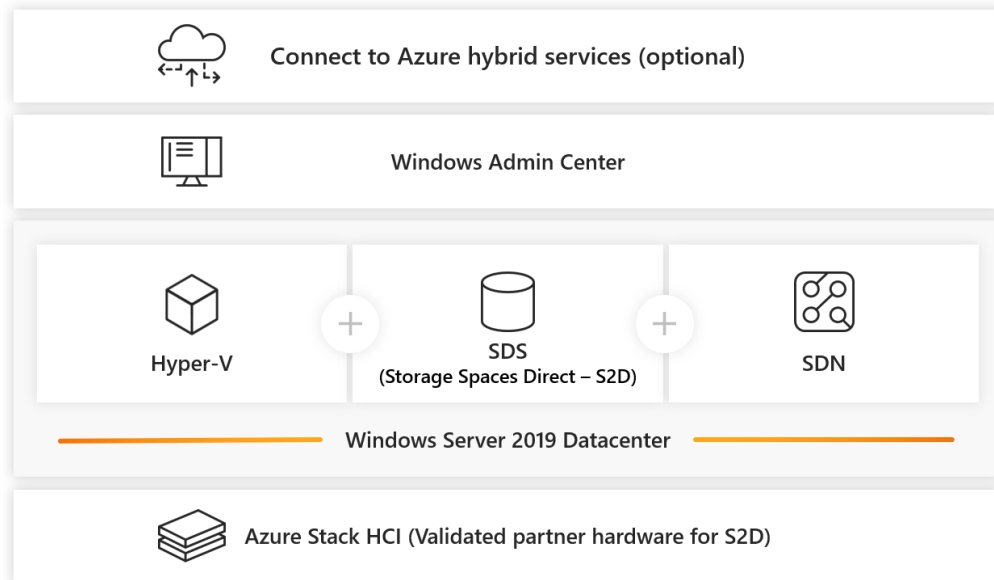 Connect to Azure hybrid services (optional)
Windows Admin Center
Hyper-V
SDS
(Storage Spaces Direct – S2D)
SDN
Windows Server 2019 Datacenter
Azure Stack HCI (Validated partner hardware for S2D)